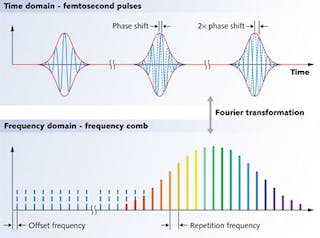 Time domain - femtosecond pulses
Phase shift
2× phase shift
Time
Fourier transformation
Frequency domain - frequency comb
Offset frequency
Repetition frequency